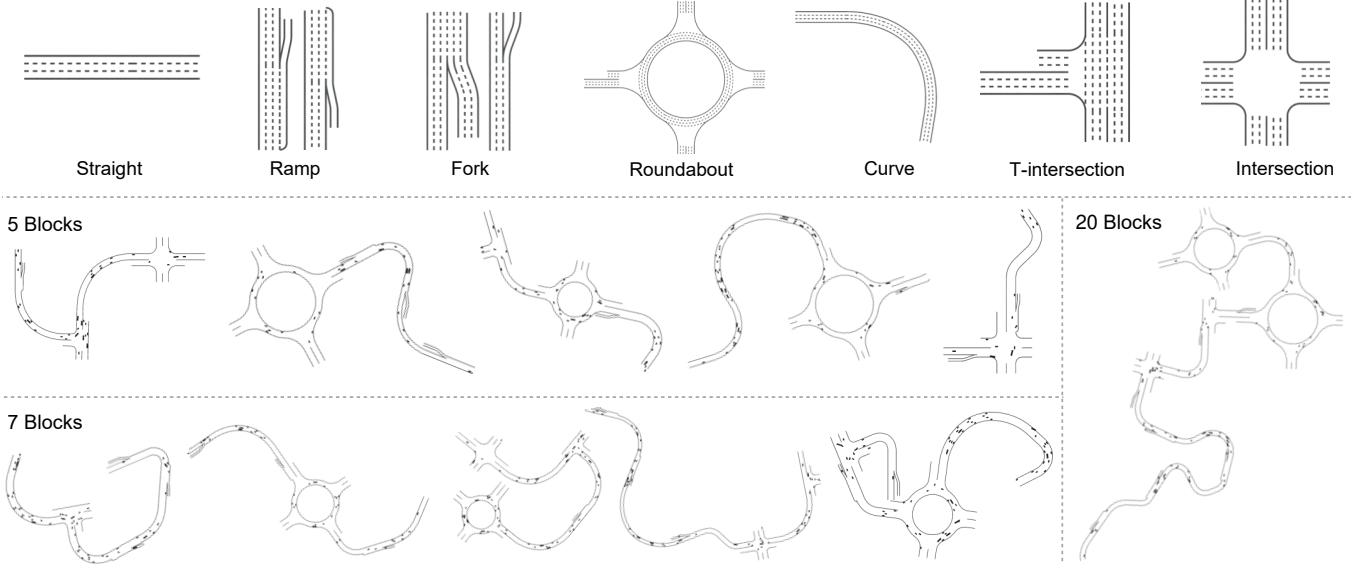 Straight
Ramp
Fork
Roundabout
Curve
T-intersection
Intersection
5 Blocks
20 Blocks
7 Blocks